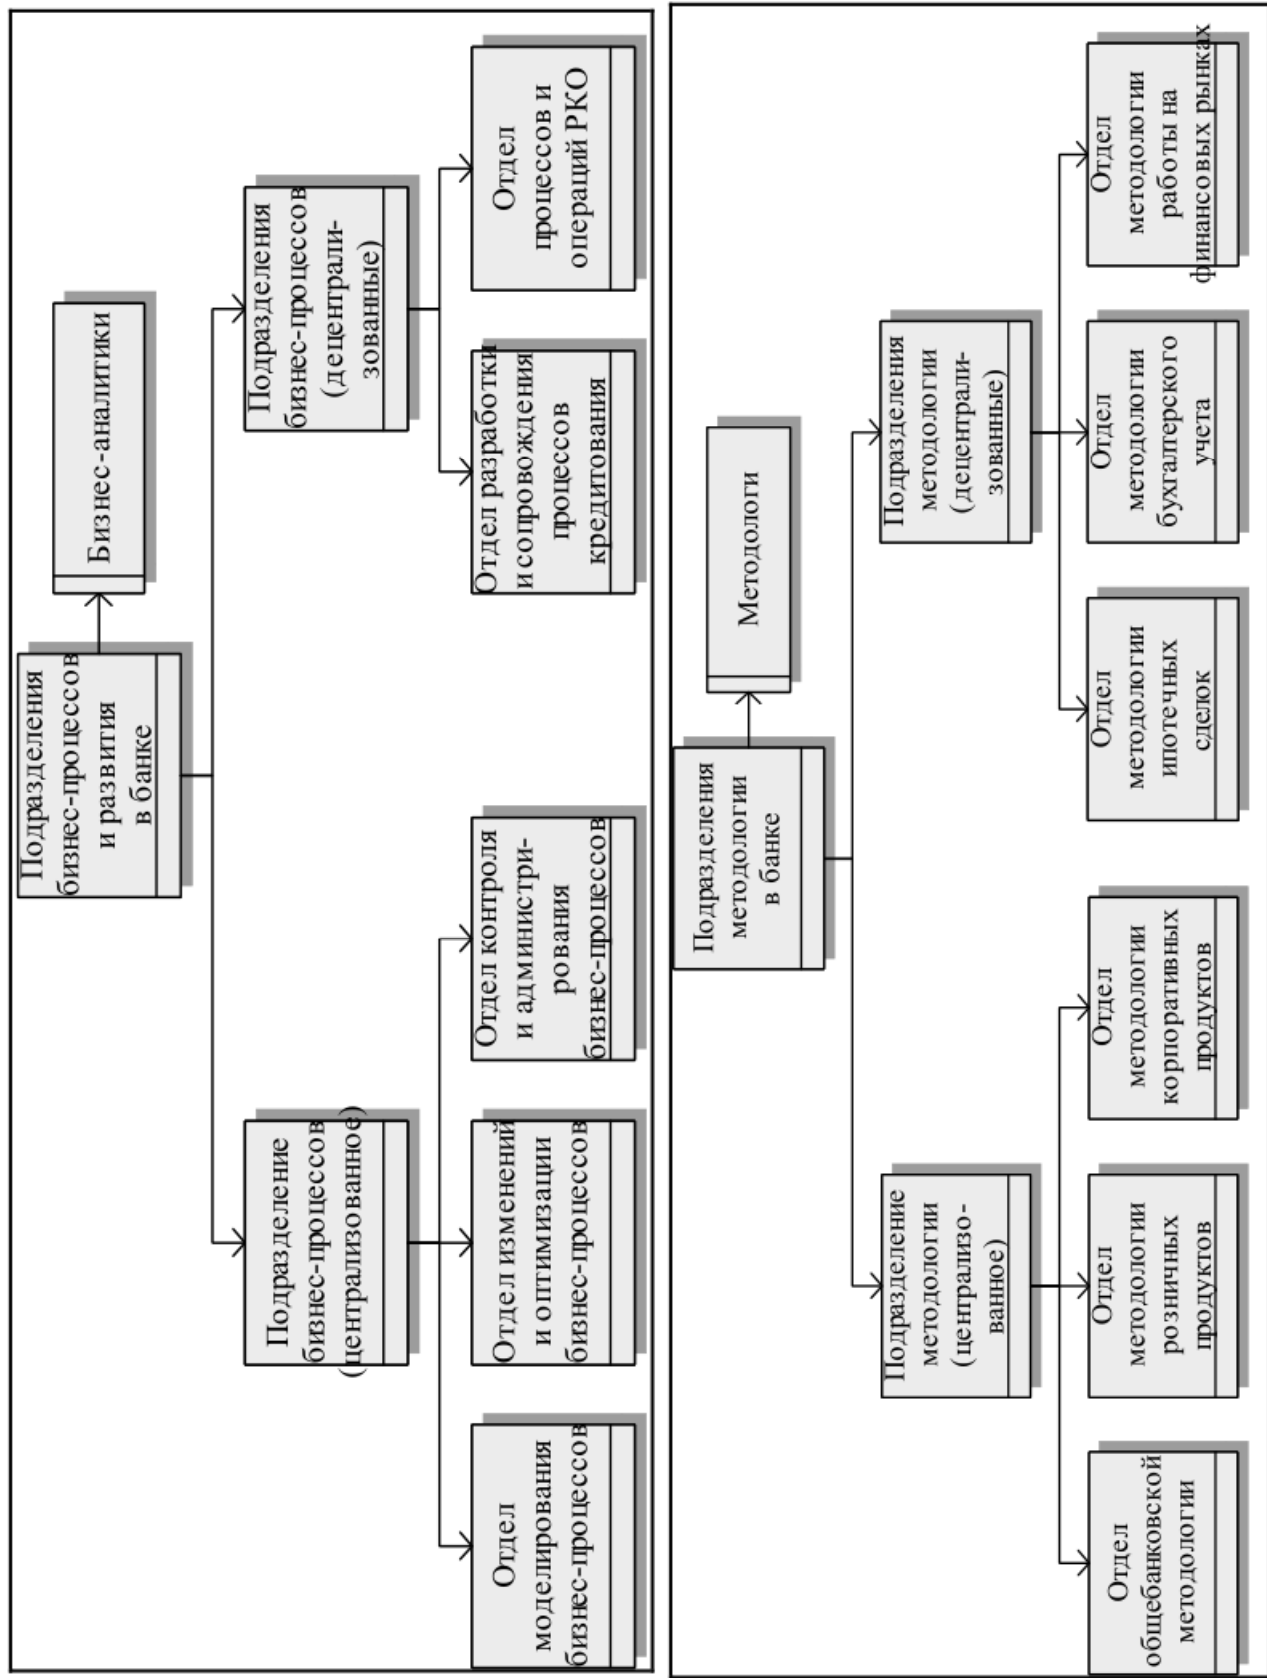 Подразделения
бизнес-процессов
и развития
в банке
Бизнес-аналитики
Подразделение
бизнес-процессов
(централизованное)
Подразделения
бизнес-процессов
(децентрали-
зованные)
Отдел
моделирования
бизнес-процессов
Отдел изменений
и оптимизации
бизнес-процессов
Отдел контроля
и администри-
рования
бизнес-процессов
Отдел разработки
и сопровождения
процессов
кредитования
Отдел
процессов и
операций РКО
Подразделения
методологии
в банке
Методологи
Подразделение
методологии
(централизо-
ванное)
Подразделения
методологии
(децентрали-
зованные)
Отдел
общебанковской
методологии
Отдел
методологии
розничных
продуктов
Отдел
методологии
корпоративных
продуктов
Отдел
методологии
ипотечных
сделок
Отдел
методологии
бухгалтерского
учета
Отдел
методологии
работы на
финансовых рынках